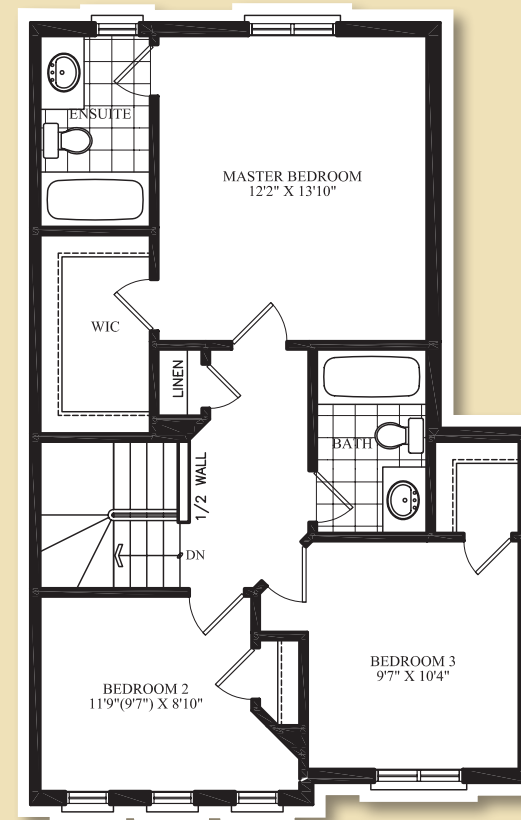 ENSUITE
MASTER BEDROOM
12'2" X 13'10"
WIC
LINEN
BATH
1/2 WALL
DN
BEDROOM 3
9'7" X 10'4"
BEDROOM 2
11'9"(9'7") X 8'10"